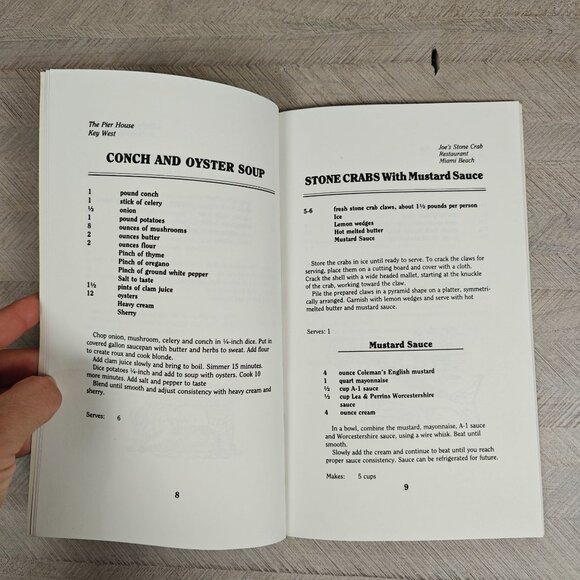 The Pier House
Key West
CONCH AND OYSTER SOUP
1 pound conch
1 stick of celery
½ onion
1 pound potatoes
8 ounces of mushrooms
2 ounces butter
2 ounces flour
Pinch of thyme
Pinch of oregano
Pinch of ground white pepper
Salt to taste
1½ pints of clam juice
12 oysters
Heavy cream
Sherry
Chop onion, mushroom, celery and conch in ¼-inch dice. Put in
covered gallon saucepan with butter and herbs to sweat. Add flour
to create roux and cook blonde.
Add clam juice slowly and bring to boil. Simmer 15 minutes.
Dice potatoes ¼-inch and add to soup with oysters. Cook 10
more minutes. Add salt and pepper to taste
Blend until smooth and adjust consistency with heavy cream and
sherry.
Serves: 6
8
Joe's Stone Crab
Restaurant
Miami Beach
STONE CRABS With Mustard Sauce
5-6 fresh stone crab claws, about 1½ pounds per person
Ice
Lemon wedges
Hot melted butter
Mustard Sauce
Store the crabs in ice until ready to serve. To crack the claws for
serving, place them on a cutting board and cover with a cloth.
Crack the shell with a wide headed mallet, starting at the knuckle
of the crab, working toward the claw.
Pile the prepared claws in a pyramid shape on a platter, symmetri-
cally arranged. Garnish with lemon wedges and serve with hot
melted butter and mustard sauce.
Serves: 1
Mustard Sauce
4 ounce Coleman's English mustard
1 quart mayonnaise
½ cup A-1 sauce
½ cup Lea & Perrins Worcestershire
sauce
4 ounce cream
In a bowl, combine the mustard, mayonnaise, A-1 sauce
and Worcestershire sauce, using a wire whisk. Beat until
smooth.
Slowly add the cream and continue to beat until you reach
proper sauce consistency. Sauce can be refrigerated for future.
Makes: 5 cups
9